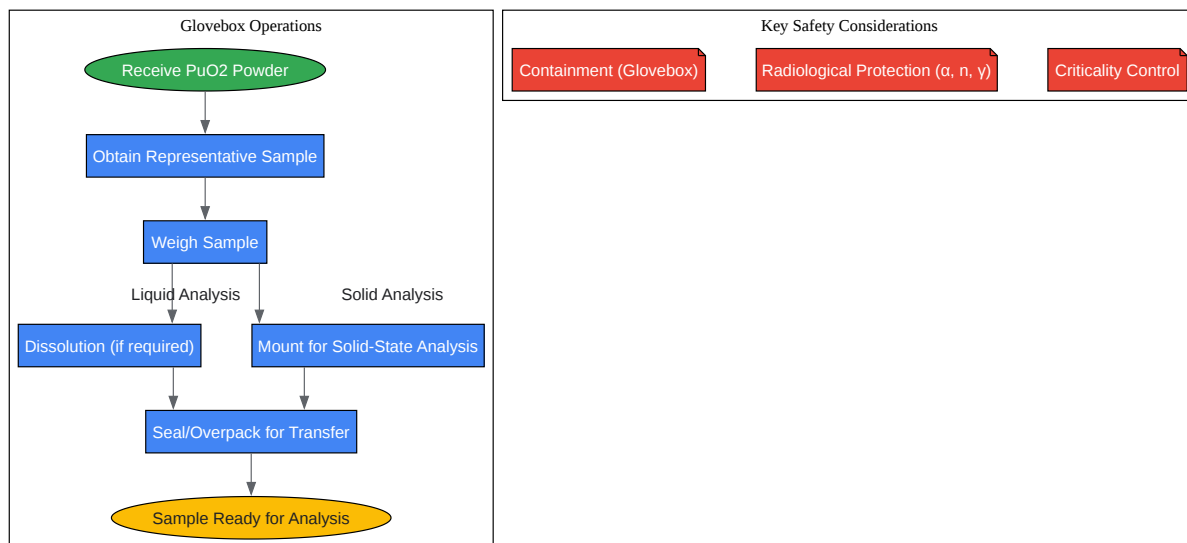 Glovebox Operations
Receive PuO2 Powder
Obtain Representative Sample
Weigh Sample
Liquid Analysis
Solid Analysis
Dissolution (if required)
Mount for Solid-State Analysis
Seal/Overpack for Transfer
Sample Ready for Analysis
Key Safety Considerations
Containment (Glovebox)
Radiological Protection (α, n, γ)
Criticality Control